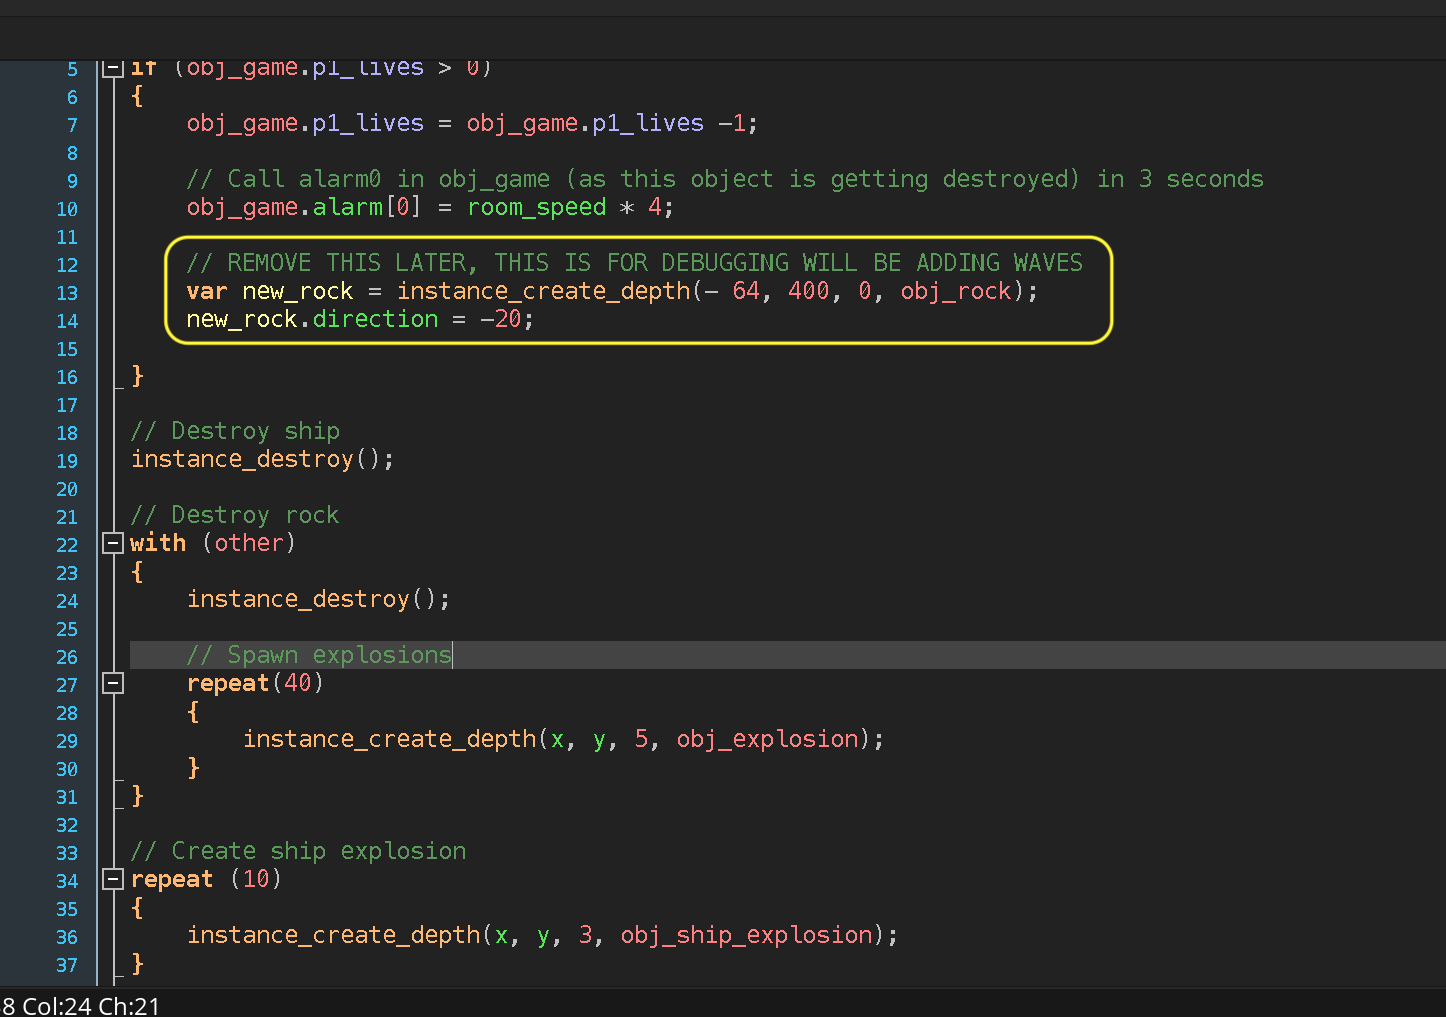 5 if (obj_game.p1_lives > 0)
6 {
7 obj_game.p1_lives = obj_game.p1_lives -1;
8
9 // Call alarm0 in obj_game (as this object is getting destroyed) in 3 seconds
10 obj_game.alarm[0] = room_speed * 4;
11
12 // REMOVE THIS LATER, THIS IS FOR DEBUGGING WILL BE ADDING WAVES
13 var new_rock = instance_create_depth(- 64, 400, 0, obj_rock);
14 new_rock.direction = -20;
15
16 }
17
18 // Destroy ship
19 instance_destroy();
20
21 // Destroy rock
22 with (other)
23 {
24 instance_destroy();
25
26 // Spawn explosions
27 repeat(40)
28 {
29 instance_create_depth(x, y, 5, obj_explosion);
30 }
31 }
32
33 // Create ship explosion
34 repeat (10)
35 {
36 instance_create_depth(x, y, 3, obj_ship_explosion);
37 }
8 Col:24 Ch:21